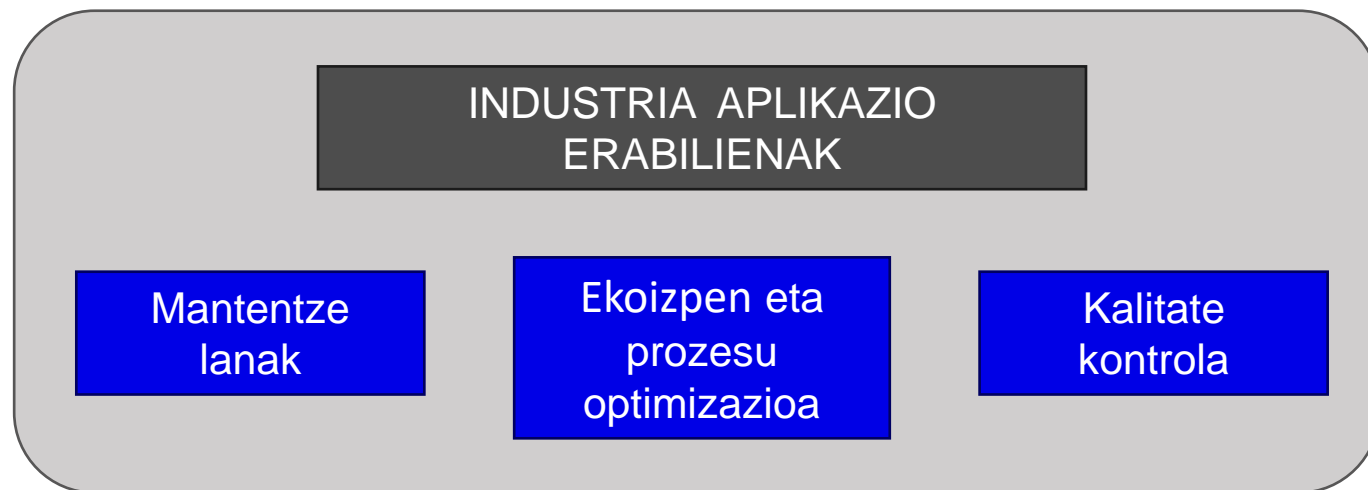 INDUSTRIA APLIKAZIO
ERABILIENAK
Mantentze
lanak
Ekoizpen eta
prozesu
optimizazioa
Kalitate
kontrola